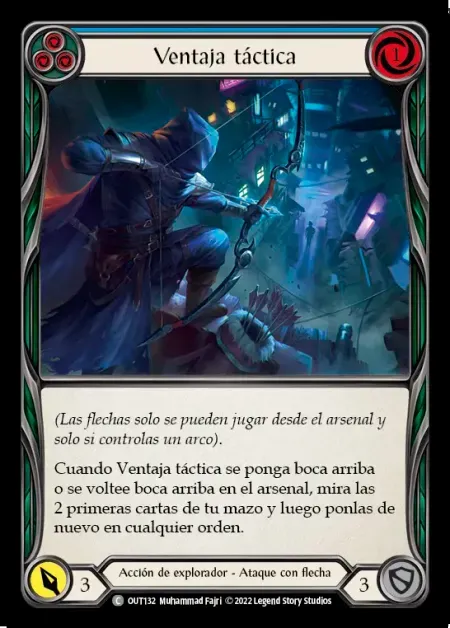 Ventaja táctica
1
(Las flechas solo se pueden jugar desde el arsenal y
solo si controlas un arco).
Cuando Ventaja táctica se ponga boca arriba
o se voltee boca arriba en el arsenal, mira las
2 primeras cartas de tu mazo y luego ponlas de
nuevo en cualquier orden.
3
Acción de explorador - Ataque con flecha
3
C OUT132 Muhammad Fajri © 2022 Legend Story Studios